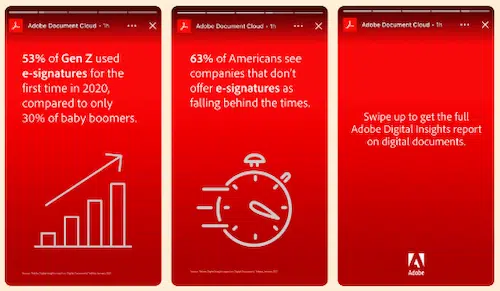 Adobe Document Cloud • 1h
53% of Gen Z used
e-signatures for the
first time in 2020,
compared to only
30% of baby boomers.
Adobe Document Cloud • 1h
63% of Americans see
companies that don't
offer e-signatures as
falling behind the times.
Adobe Document Cloud • 1h
Swipe up to get the full
Adobe Digital Insights report
on digital documents.
Adobe